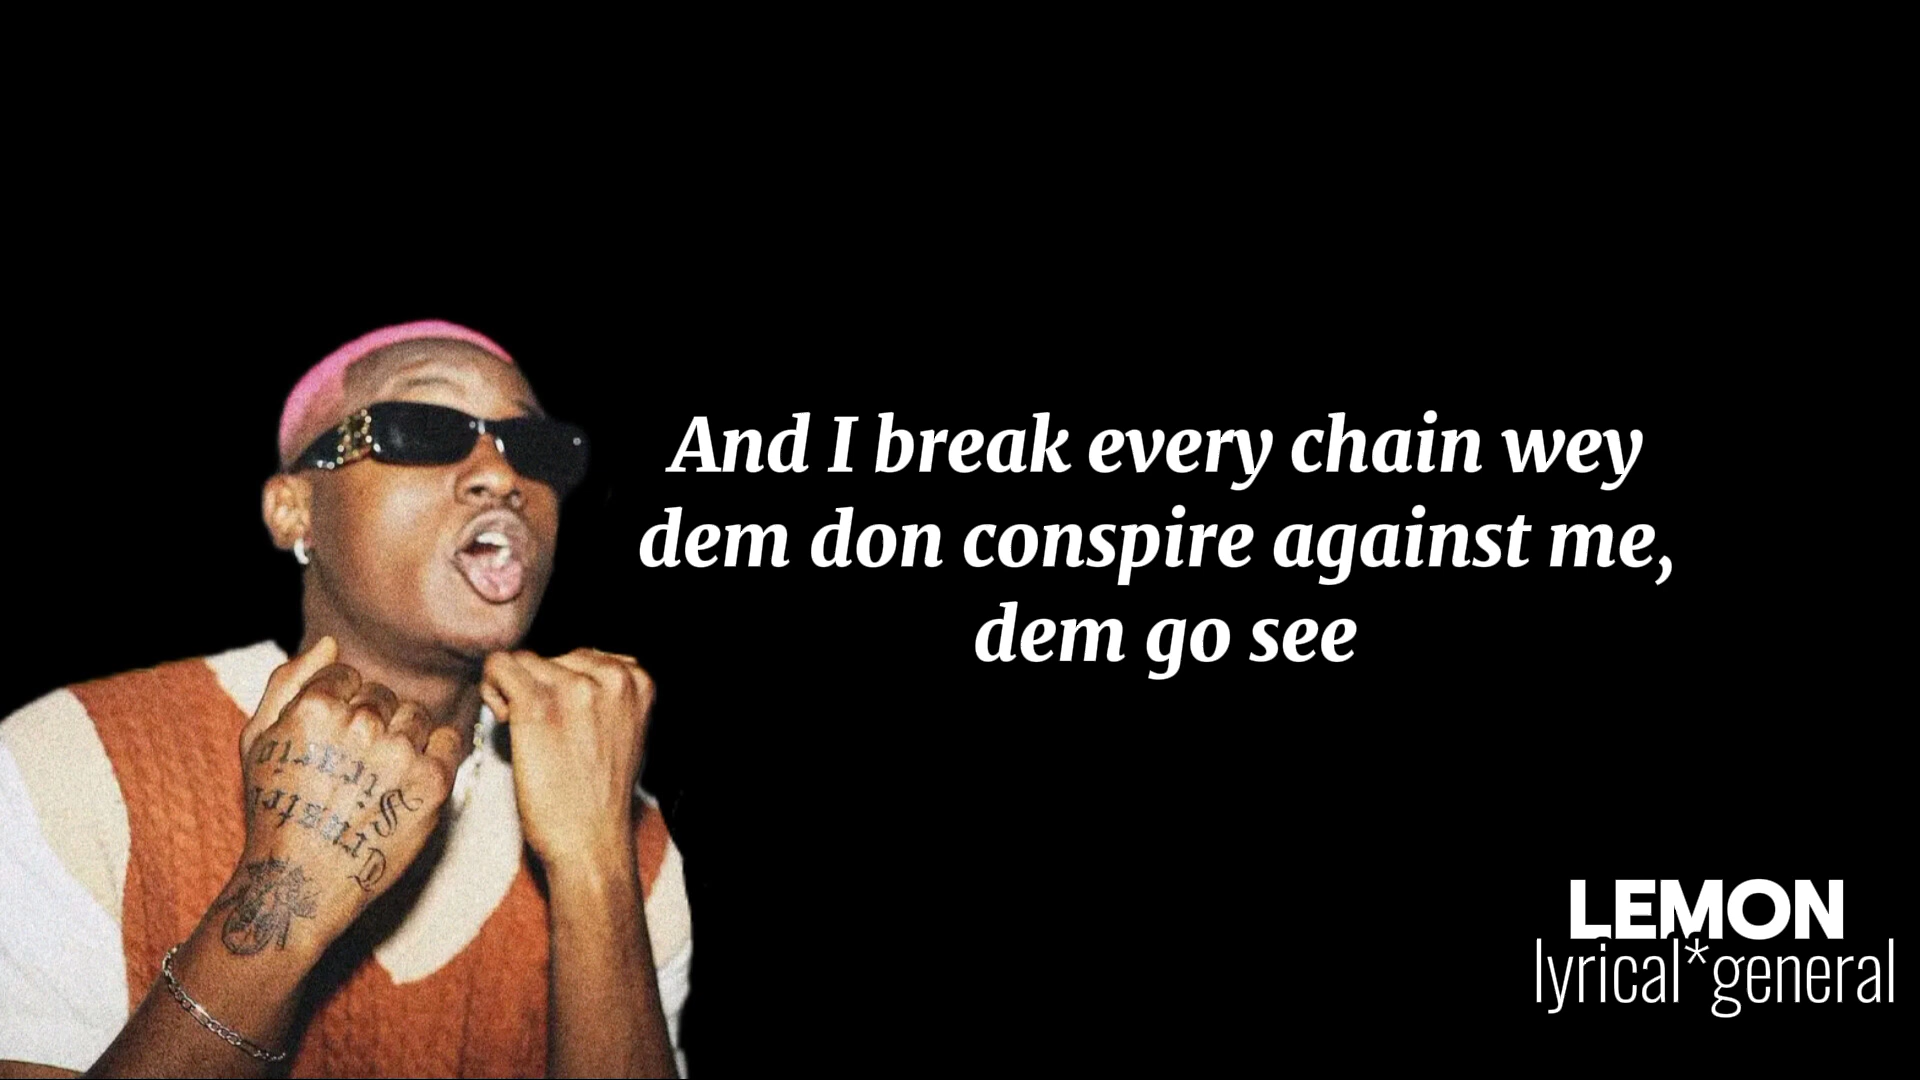 And I break every chain wey
dem don conspire against me,
dem go see
LEMON
lyrical*general